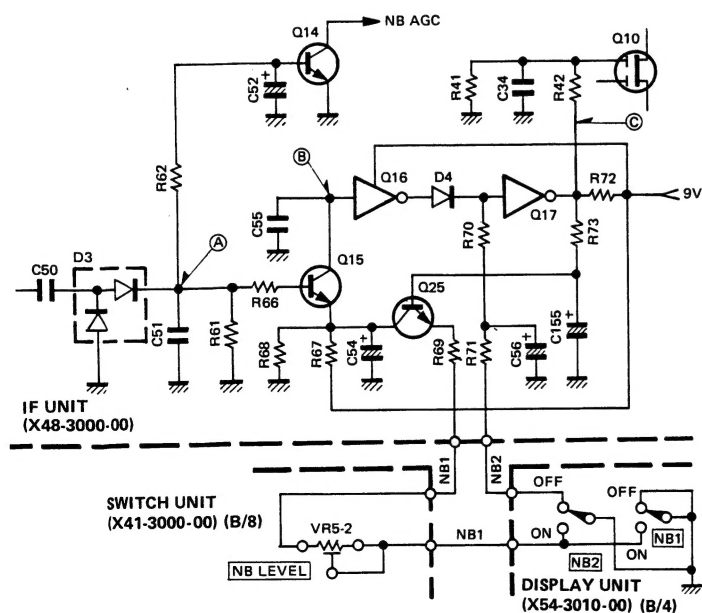 Q14
NB AGC
Q10
C52
R41
C34
R42
C
B
R62
Q16
D4
R72
9V
C55
Q17
R70
R73
D3
A
Q15
C50
Q25
R66
C51
R61
R68
R67
C54
R69
R71
C56
C155
IF UNIT
(X48-3000-00)
NB1
NB2
SWITCH UNIT
(X41-3000-00) (B/8)
OFF
OFF
VR5-2
NB1
ON
NB1
NB LEVEL
NB2
ON
DISPLAY UNIT
(X54-3010-00) (B/4)